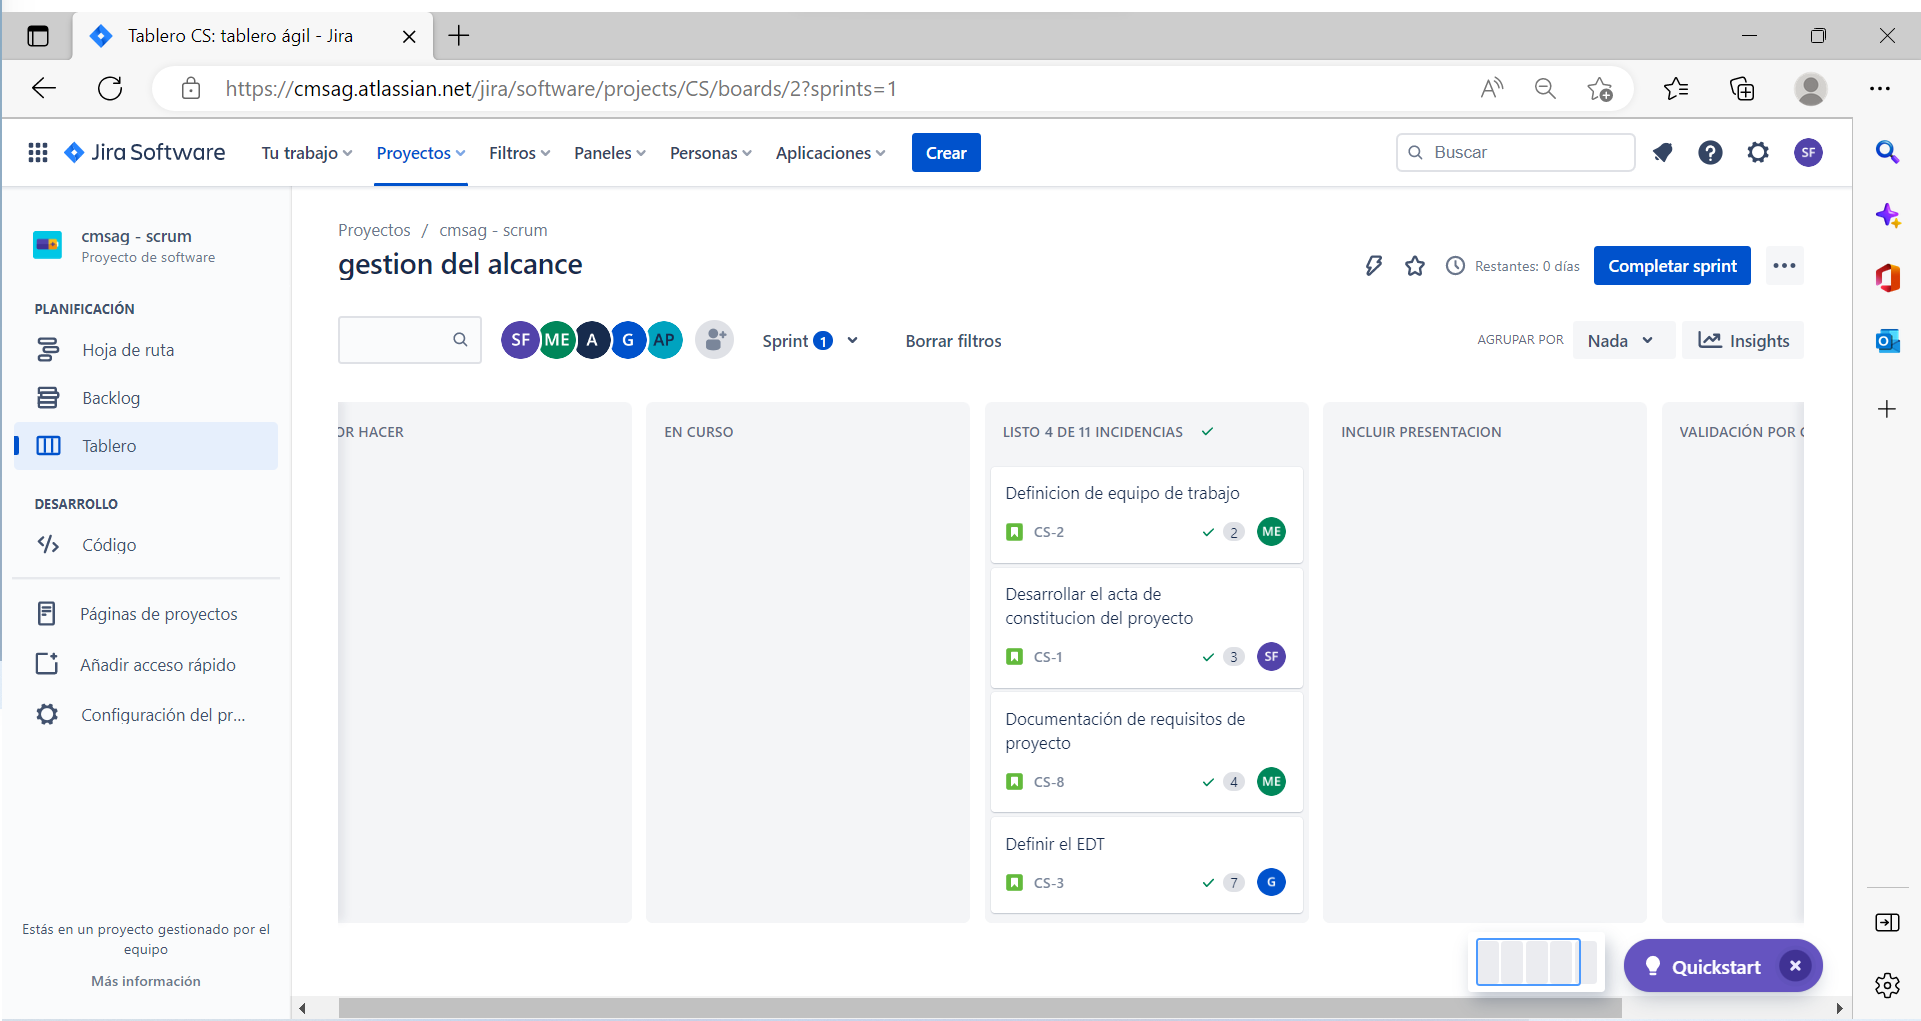 Tablero CS: tablero ágil - Jira
https://cmsag.atlassian.net/jira/software/projects/CS/boards/2?sprints=1
Jira Software
Tu trabajo
Proyectos
Filtros
Paneles
Personas
Aplicaciones
Crear
Buscar
SF
cmsag - scrum
Proyecto de software
PLANIFICACIÓN
Hoja de ruta
Backlog
Tablero
DESARROLLO
Código
Páginas de proyectos
Añadir acceso rápido
Configuración del pr...
Estás en un proyecto gestionado por el
equipo
Más información
Proyectos / cmsag - scrum
gestion del alcance
Restantes: 0 días
Completar sprint
SF ME A G AP
Sprint 1
Borrar filtros
AGRUPAR POR
Nada
Insights
OR HACER
EN CURSO
LISTO 4 DE 11 INCIDENCIAS
INCLUIR PRESENTACION
VALIDACIÓN POR
Definicion de equipo de trabajo
CS-2 2 ME
Desarrollar el acta de
constitucion del proyecto
CS-1 3 SF
Documentación de requisitos de
proyecto
CS-8 4 ME
Definir el EDT
CS-3 7 G
Quickstart